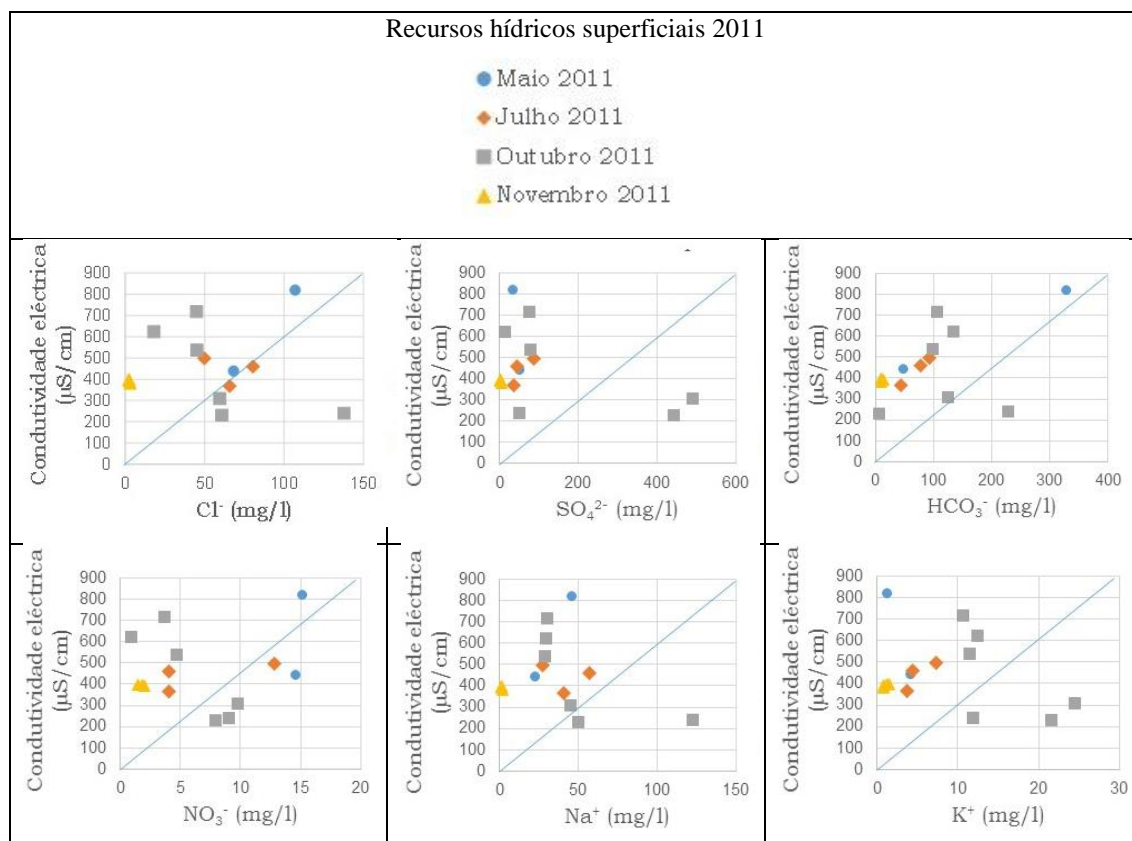 Recursos hídricos superficiais 2011
Maio 2011
Julho 2011
Outubro 2011
Novembro 2011
Condutividade eléctrica
(µS/cm)
900
800
700
600
500
400
300
200
100
0
0 50 100 150
Cl⁻ (mg/l)
Condutividade eléctrica
(µS/cm)
900
800
700
600
500
400
300
200
100
0
0 200 400 600
SO₄²⁻ (mg/l)
Condutividade eléctrica
(µS/cm)
900
800
700
600
500
400
300
200
100
0
0 100 200 300 400
HCO₃⁻ (mg/l)
Condutividade eléctrica
(µS/cm)
900
800
700
600
500
400
300
200
100
0
0 5 10 15 20
NO₃⁻ (mg/l)
Condutividade eléctrica
(µS/cm)
900
800
700
600
500
400
300
200
100
0
0 50 100 150
Na⁺ (mg/l)
Condutividade eléctrica
(µS/cm)
900
800
700
600
500
400
300
200
100
0
0 10 20 30
K⁺ (mg/l)